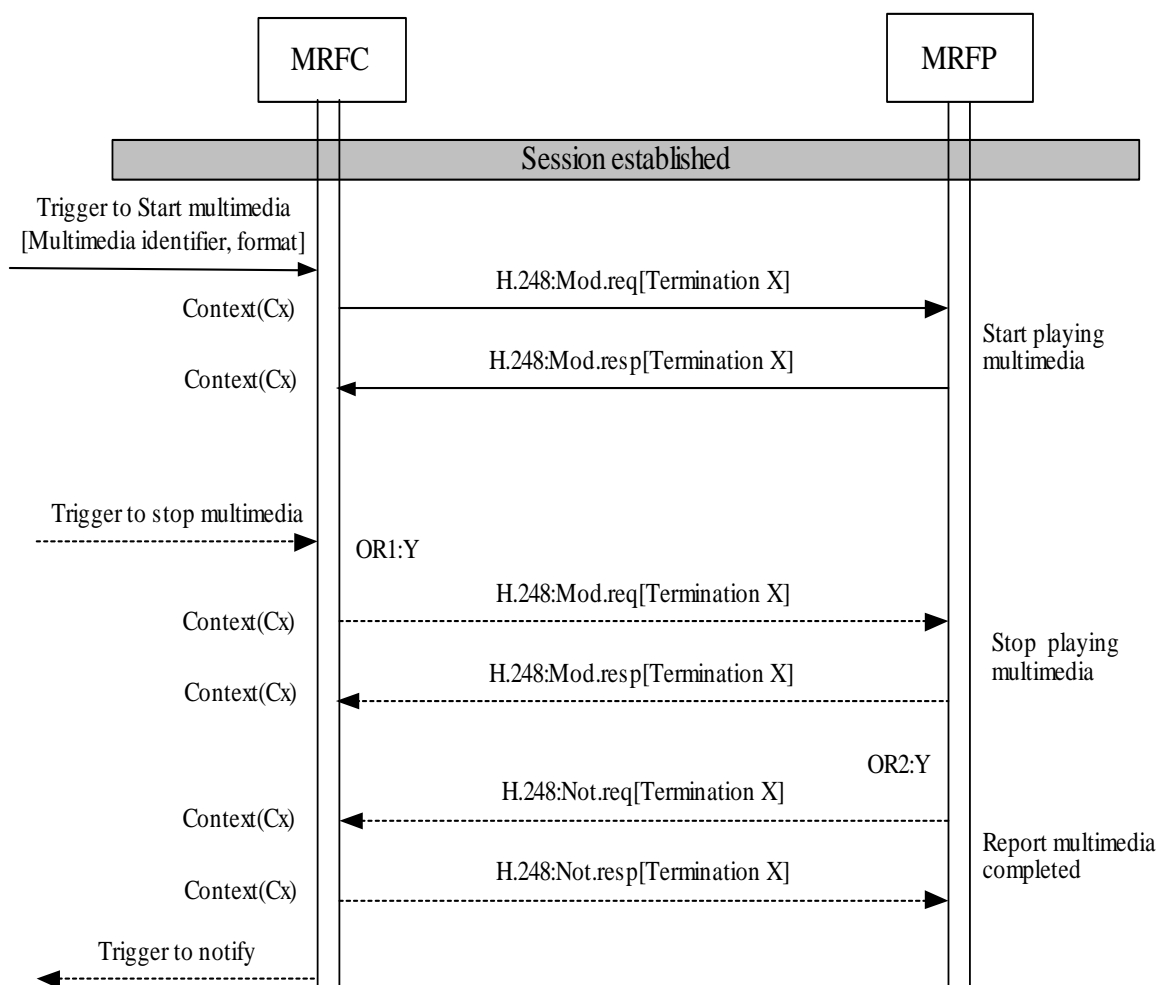 MRFC
MRFP
Session established
Trigger to Start multimedia
[Multimedia identifier, format]
H.248:Mod.req[Termination X]
Context(Cx)
Start playing
multimedia
H.248:Mod.resp[Termination X]
Context(Cx)
Trigger to stop multimedia
OR1:Y
H.248:Mod.req[Termination X]
Context(Cx)
Stop playing
multimedia
H.248:Mod.resp[Termination X]
Context(Cx)
OR2:Y
H.248:Not.req[Termination X]
Context(Cx)
Report multimedia
completed
H.248:Not.resp[Termination X]
Context(Cx)
Trigger to notify